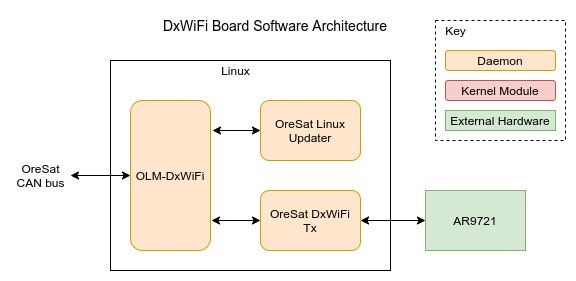 DxWiFi Board Software Architecture
Key
Daemon
Kernel Module
External Hardware
Linux
OreSat Linux
Updater
OLM-DxWiFi
OreSat
CAN bus
OreSat DxWiFi
Tx
AR9721